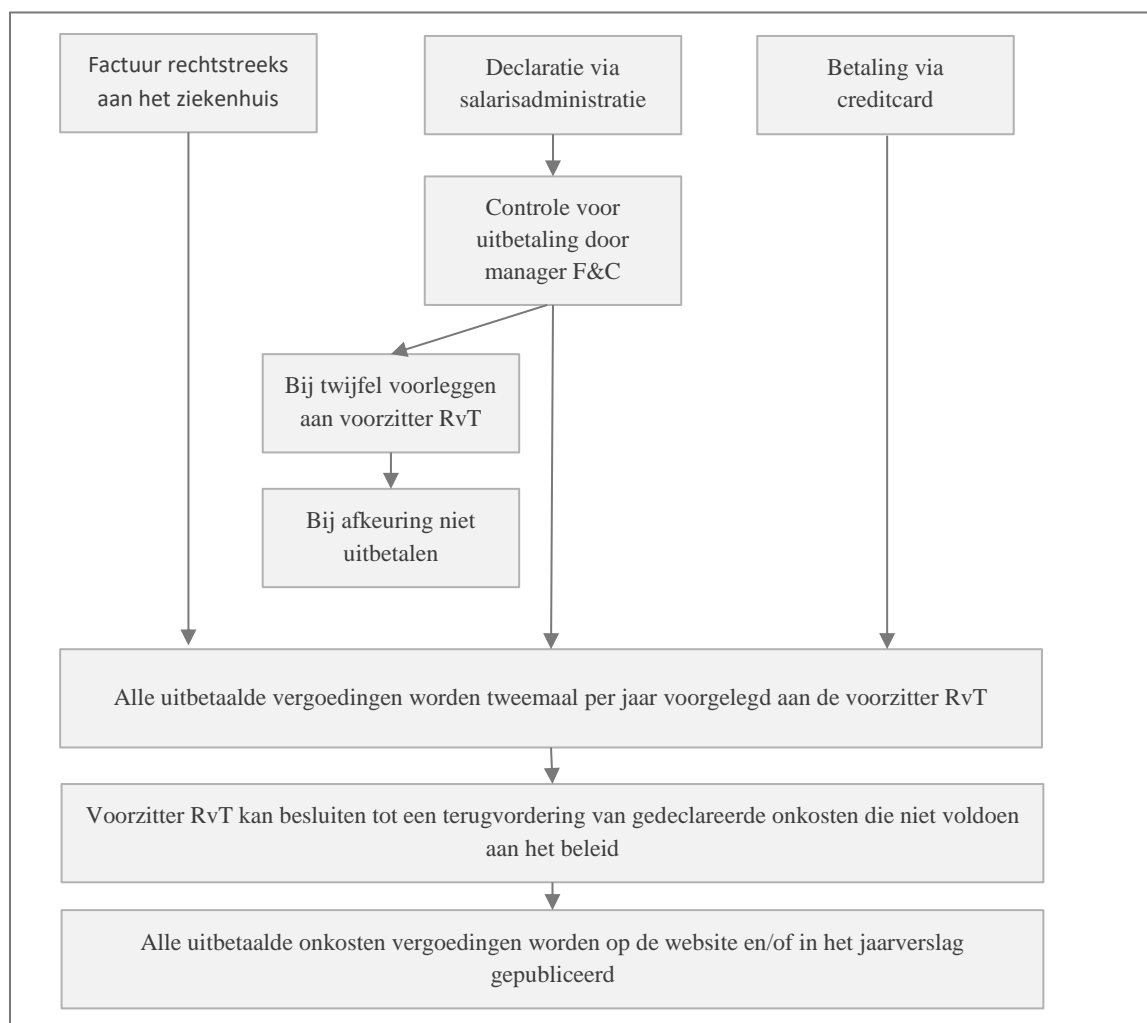 Factuur rechtstreeks
aan het ziekenhuis
Declaratie via
salarisadministratie
Betaling via
creditcard
Controle voor
uitbetaling door
manager F&C
Bij twijfel voorleggen
aan voorzitter RvT
Bij afkeuring niet
uitbetalen
Alle uitbetaalde vergoedingen worden tweemaal per jaar voorgelegd aan de voorzitter RvT
Voorzitter RvT kan besluiten tot een terugvordering van gedeclareerde onkosten die niet voldoen
aan het beleid
Alle uitbetaalde onkosten vergoedingen worden op de website en/of in het jaarverslag
gepubliceerd